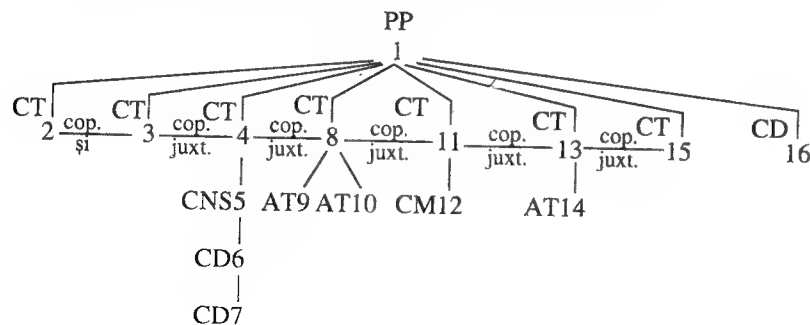 PP
1
CT CT CT CT CT CT CT CD
2 cop. și 3 cop. juxt. 4 cop. juxt. 8 cop. juxt. 11 cop. juxt. 13 cop. juxt. 15 16
CNS5 AT9 AT10 CM12 AT14
CD6
CD7